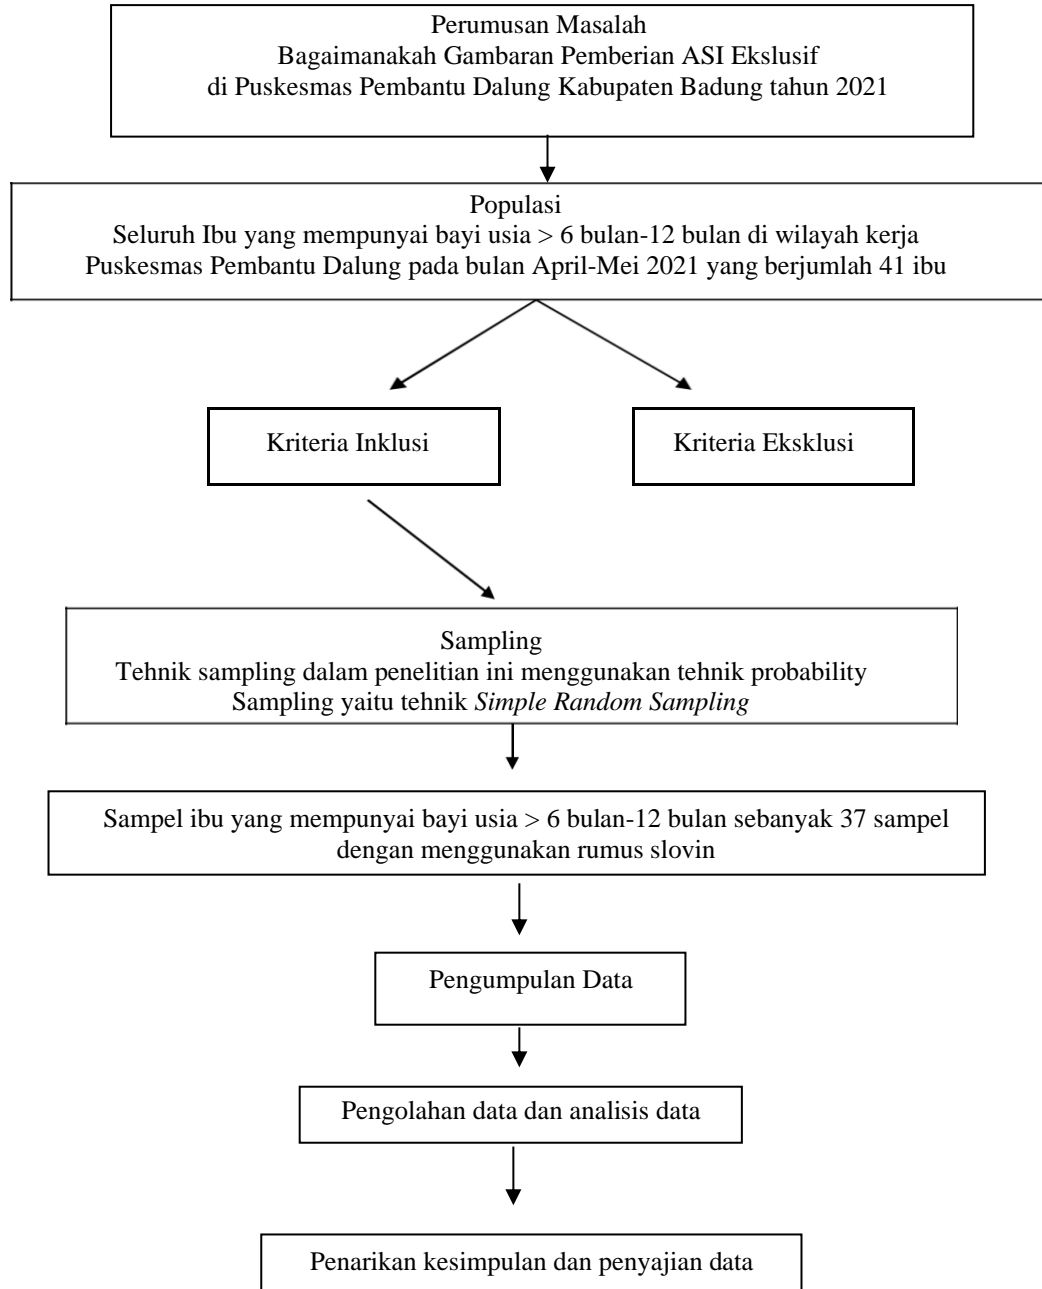 Perumusan Masalah
Bagaimanakah Gambaran Pemberian ASI Ekslusif
di Puskesmas Pembantu Dalung Kabupaten Badung tahun 2021
Populasi
Seluruh Ibu yang mempunyai bayi usia > 6 bulan-12 bulan di wilayah kerja
Puskesmas Pembantu Dalung pada bulan April-Mei 2021 yang berjumlah 41 ibu
Kriteria Inklusi
Kriteria Eksklusi
Sampling
Tehnik sampling dalam penelitian ini menggunakan tehnik probability
Sampling yaitu tehnik Simple Random Sampling
Sampel ibu yang mempunyai bayi usia > 6 bulan-12 bulan sebanyak 37 sampel
dengan menggunakan rumus slovin
Pengumpulan Data
Pengolahan data dan analisis data
Penarikan kesimpulan dan penyajian data